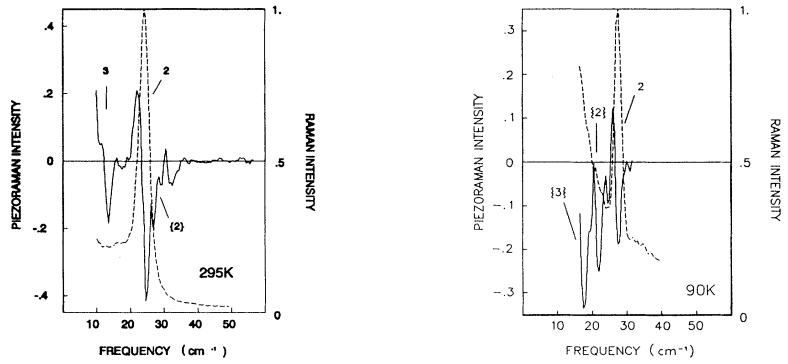 PIEZORAMAN INTENSITY
.4
.2
0
-.2
-.4
3
2
{2}
295K
1.
.5
0
RAMAN INTENSITY
10 20 30 40 50
FREQUENCY (cm⁻¹)
PIEZORAMAN INTENSITY
.3
.2
.1
0
-.1
-.2
-.3
{2}
2
{3}
90K
1.
.5
0
RAMAN INTENSITY
10 20 30 40 50
FREQUENCY (cm⁻¹)